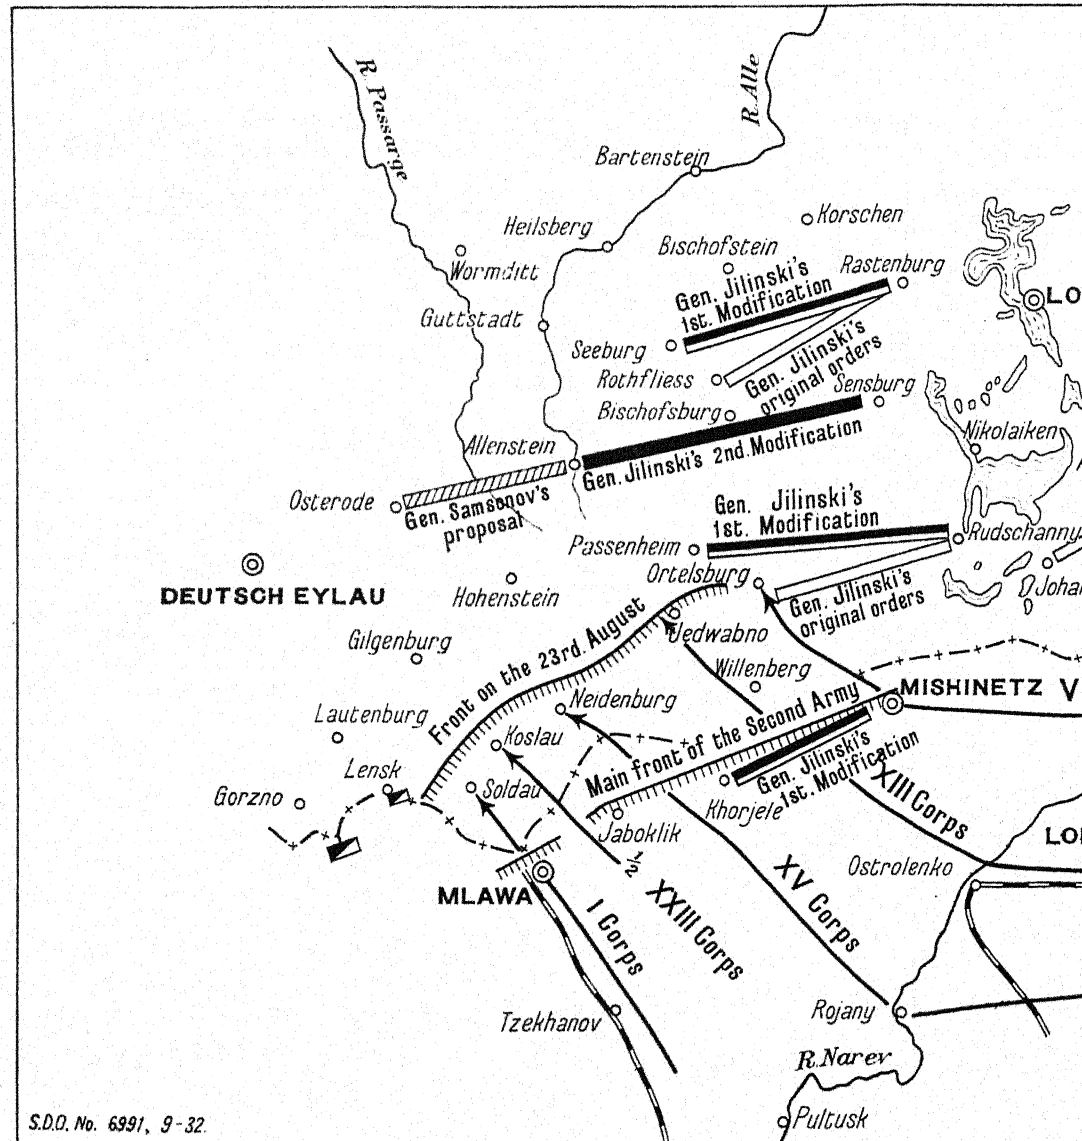 R. Passarge
R. Alle
Bartenstein
Korschen
Heilsberg
Bischofstein
Wormditt
Rastenburg
Gen. Jilinski's
1st. Modification
LO
Guttstadt
Seeburg
Rothfliess
Gen. Jilinski's
original orders
Sensburg
Bischofsburg
Nikolaiken
Allenstein
Gen. Jilinski's 2nd. Modification
Osterode
Gen. Samsonov's
proposal
Gen. Jilinski's
1st. Modification
Passenheim
Rudschanny
Ortelsburg
Johan
DEUTSCH EYLAU
Hohenstein
Gen. Jilinski's
original orders
Gilgenburg
Front on the 23rd. August
Jedwabno
Willenberg
MISHINETZ V
Neidenburg
Lautenburg
Koslau
Main front of the Second Army
Lensk
Soldau
Gen. Jilinski's
1st. Modification
Gorzno
Khorjele
XIII Corps
Jaboklik
LO
Ostrolenko
½
MLAWA
XXIII Corps
XV Corps
I Corps
Tzekhanov
Rojany
R. Narev
Pultusk
S.D.O. No. 6991, 9-32.